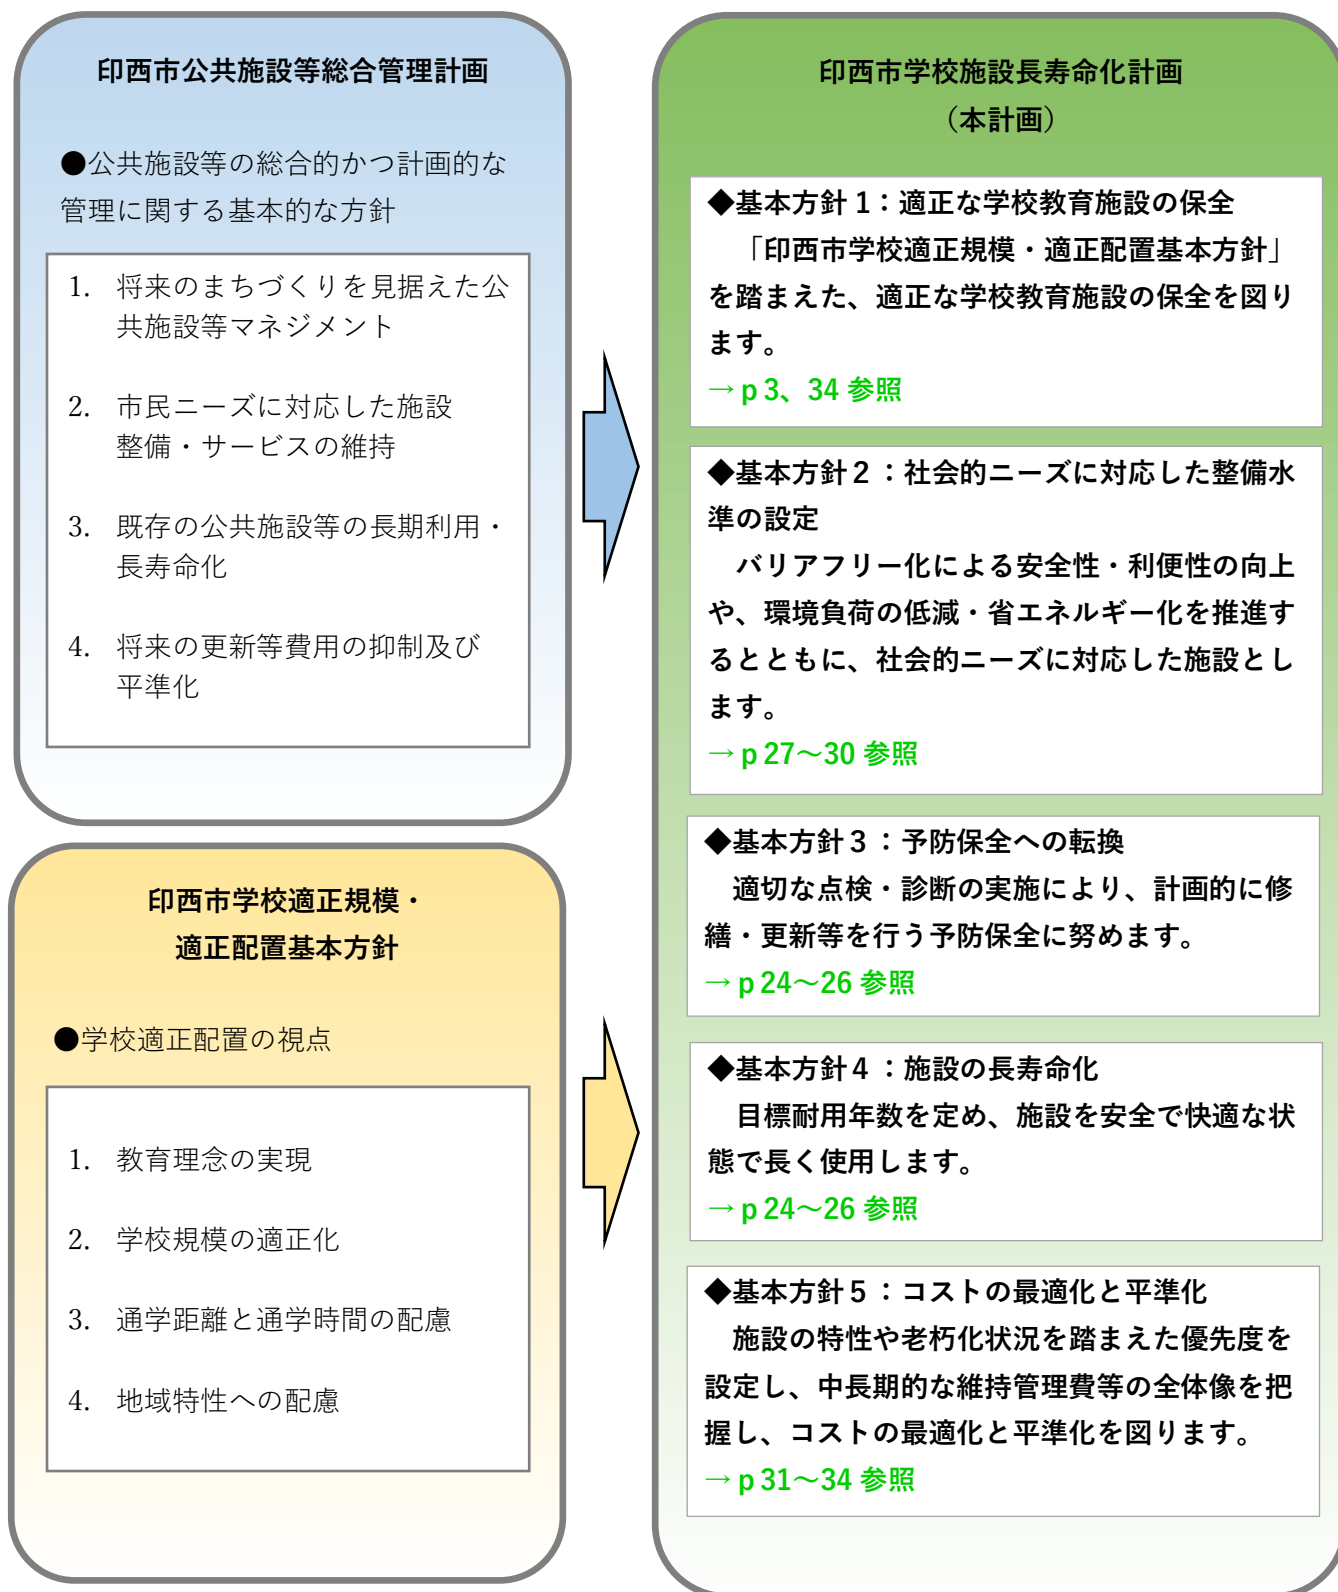 印西市公共施設等総合管理計画
●公共施設等の総合的かつ計画的な
管理に関する基本的な方針
1. 将来のまちづくりを見据えた公
共施設等マネジメント
2. 市民ニーズに対応した施設
整備・サービスの維持
3. 既存の公共施設等の長期利用・
長寿命化
4. 将来の更新等費用の抑制及び
平準化
印西市学校適正規模・
適正配置基本方針
●学校適正配置の視点
1. 教育理念の実現
2. 学校規模の適正化
3. 通学距離と通学時間の配慮
4. 地域特性への配慮
印西市学校施設長寿命化計画
（本計画）
◆基本方針1：適正な学校教育施設の保全
「印西市学校適正規模・適正配置基本方針」
を踏まえた、適正な学校教育施設の保全を図り
ます。
→ｐ3、34 参照
◆基本方針２：社会的ニーズに対応した整備水
準の設定
バリアフリー化による安全性・利便性の向上
や、環境負荷の低減・省エネルギー化を推進す
るとともに、社会的ニーズに対応した施設とし
ます。
→ｐ27～30 参照
◆基本方針３：予防保全への転換
適切な点検・診断の実施により、計画的に修
繕・更新等を行う予防保全に努めます。
→ｐ24～26 参照
◆基本方針４：施設の長寿命化
目標耐用年数を定め、施設を安全で快適な状
態で長く使用します。
→ｐ24～26 参照
◆基本方針５：コストの最適化と平準化
施設の特性や老朽化状況を踏まえた優先度を
設定し、中長期的な維持管理費等の全体像を把
握し、コストの最適化と平準化を図ります。
→ｐ31～34 参照